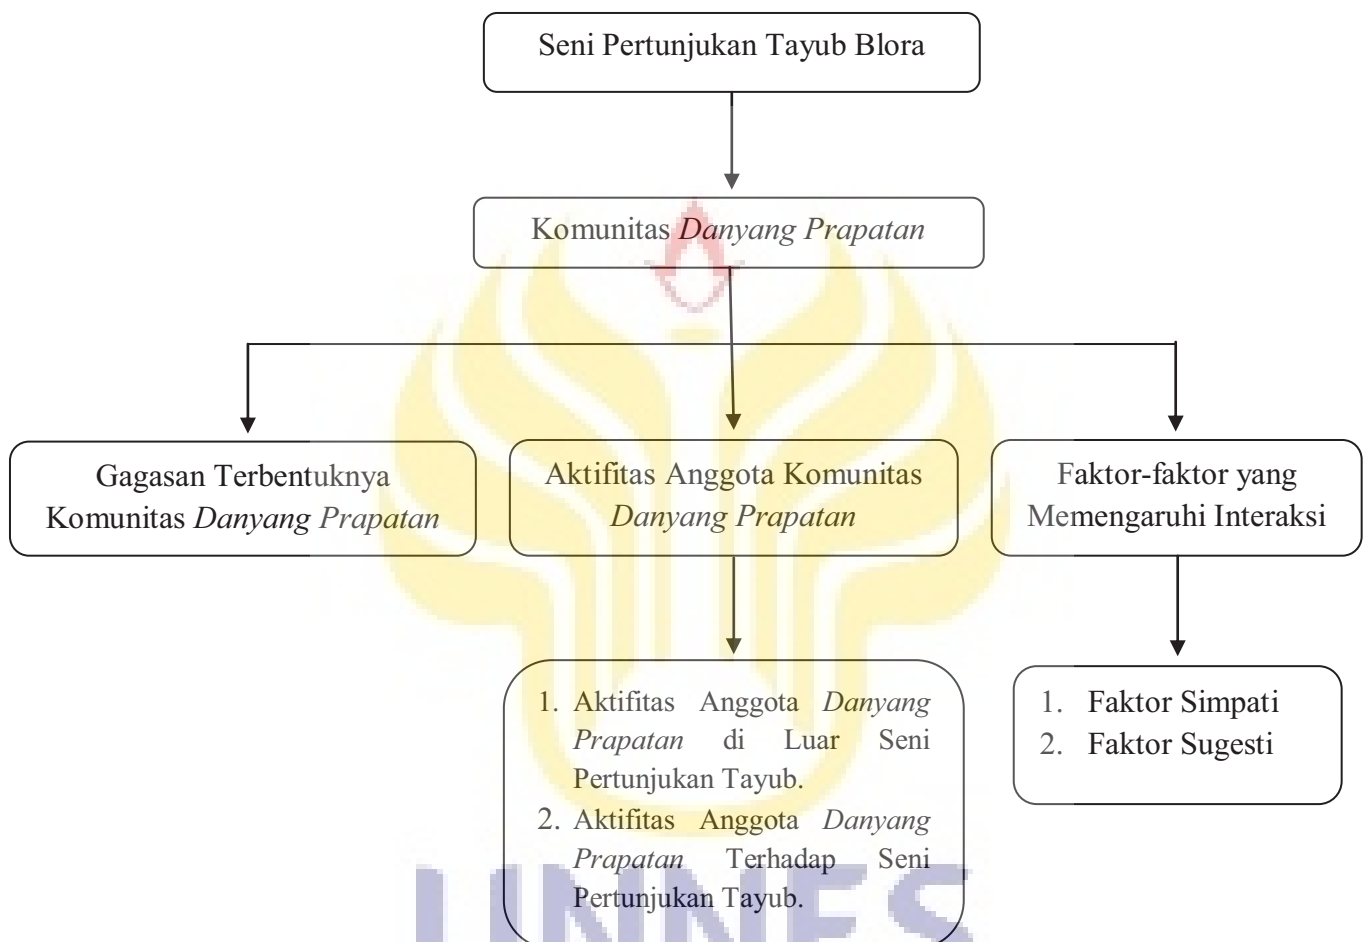 Seni Pertunjukan Tayub Blora
Komunitas Danyang Prapatan
Gagasan Terbentuknya
Komunitas Danyang Prapatan
Aktifitas Anggota Komunitas
Danyang Prapatan
Faktor-faktor yang
Memengaruhi Interaksi
1. Aktifitas Anggota Danyang
Prapatan di Luar Seni
Pertunjukan Tayub.
2. Aktifitas Anggota Danyang
Prapatan Terhadap Seni
Pertunjukan Tayub.
1. Faktor Simpati
2. Faktor Sugesti
UNNES